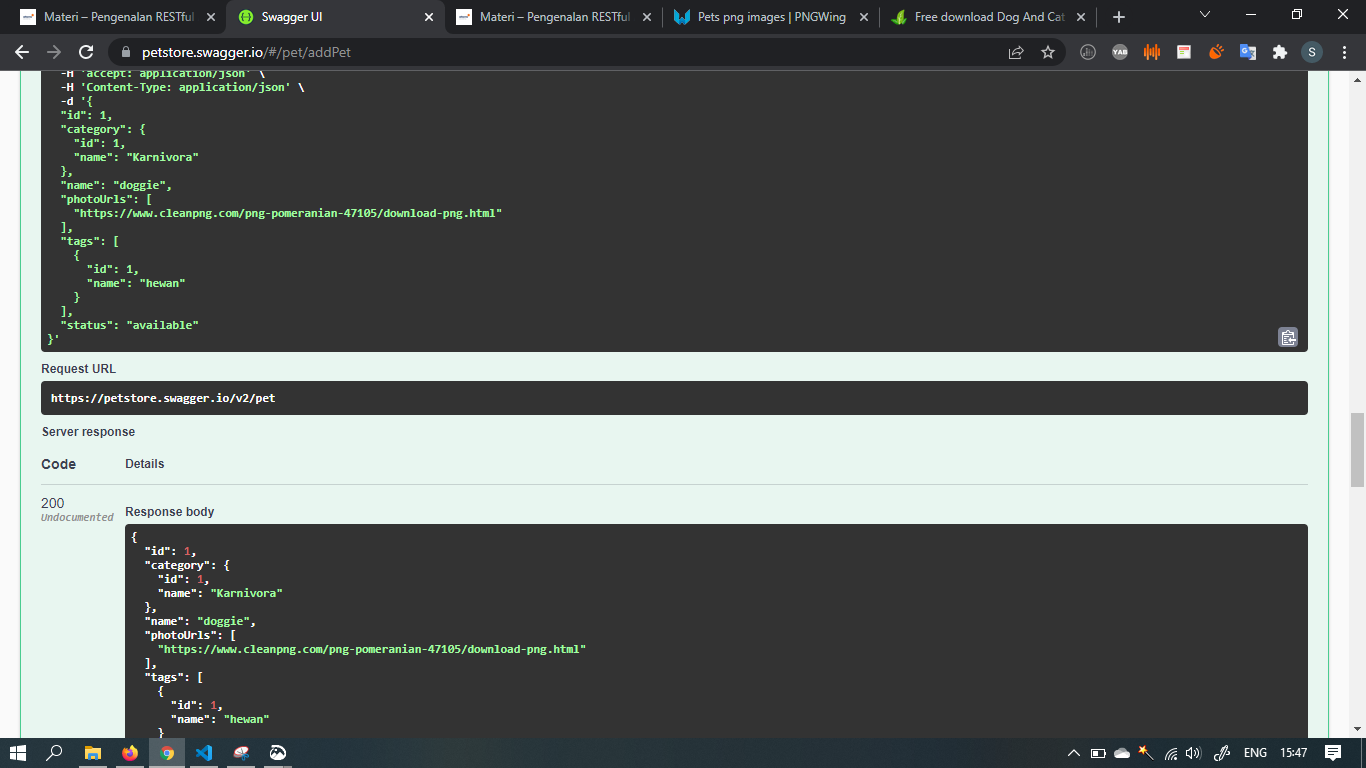 Materi – Pengenalan RESTful
Swagger UI
Materi – Pengenalan RESTful
Pets png images | PNGWing
Free download Dog And Cat
petstore.swagger.io/#/pet/addPet
YAB
S
-H 'accept: application/json' \
-H 'Content-Type: application/json' \
-d '{
"id": 1,
"category": {
"id": 1,
"name": "Karnivora"
},
"name": "doggie",
"photoUrls": [
"https://www.cleanpng.com/png-pomeranian-47105/download-png.html"
],
"tags": [
{
"id": 1,
"name": "hewan"
}
],
"status": "available"
}'
Request URL
https://petstore.swagger.io/v2/pet
Server response
Code Details
200
Undocumented
Response body
{
"id": 1,
"category": {
"id": 1,
"name": "Karnivora"
},
"name": "doggie",
"photoUrls": [
"https://www.cleanpng.com/png-pomeranian-47105/download-png.html"
],
"tags": [
{
"id": 1,
"name": "hewan"
}
ENG 15:47